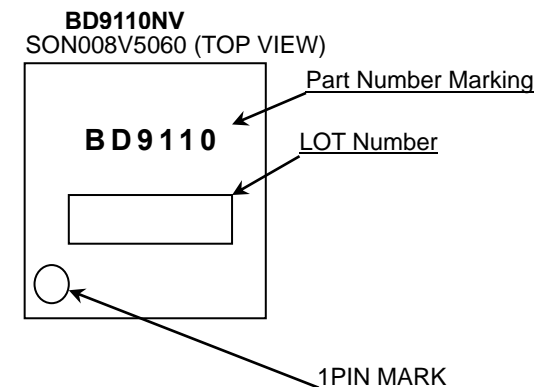 BD9110NV
SON008V5060 (TOP VIEW)
Part Number Marking
BD9110
LOT Number
1PIN MARK